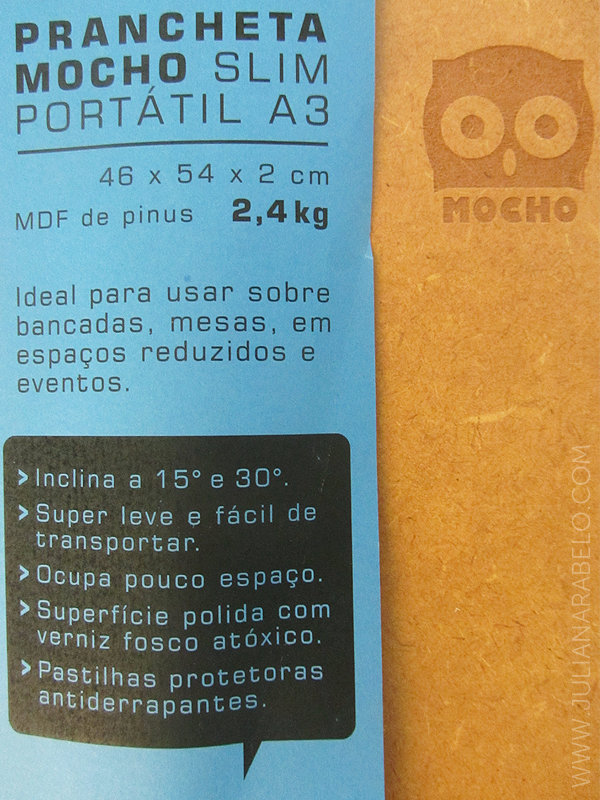 PRANCHETA
MOCHO SLIM
PORTÁTIL A3
46 x 54 x 2 cm
MDF de pinus 2,4kg
Ideal para usar sobre
bancadas, mesas, em
espaços reduzidos e
eventos.
> Inclina a 15° e 30°.
> Super leve e fácil de
transportar.
> Ocupa pouco espaço.
> Superfície polida com
verniz fosco atóxico.
> Pastilhas protetoras
antiderrapantes.
MOCHO
WWW.JULIANARABELO.COM